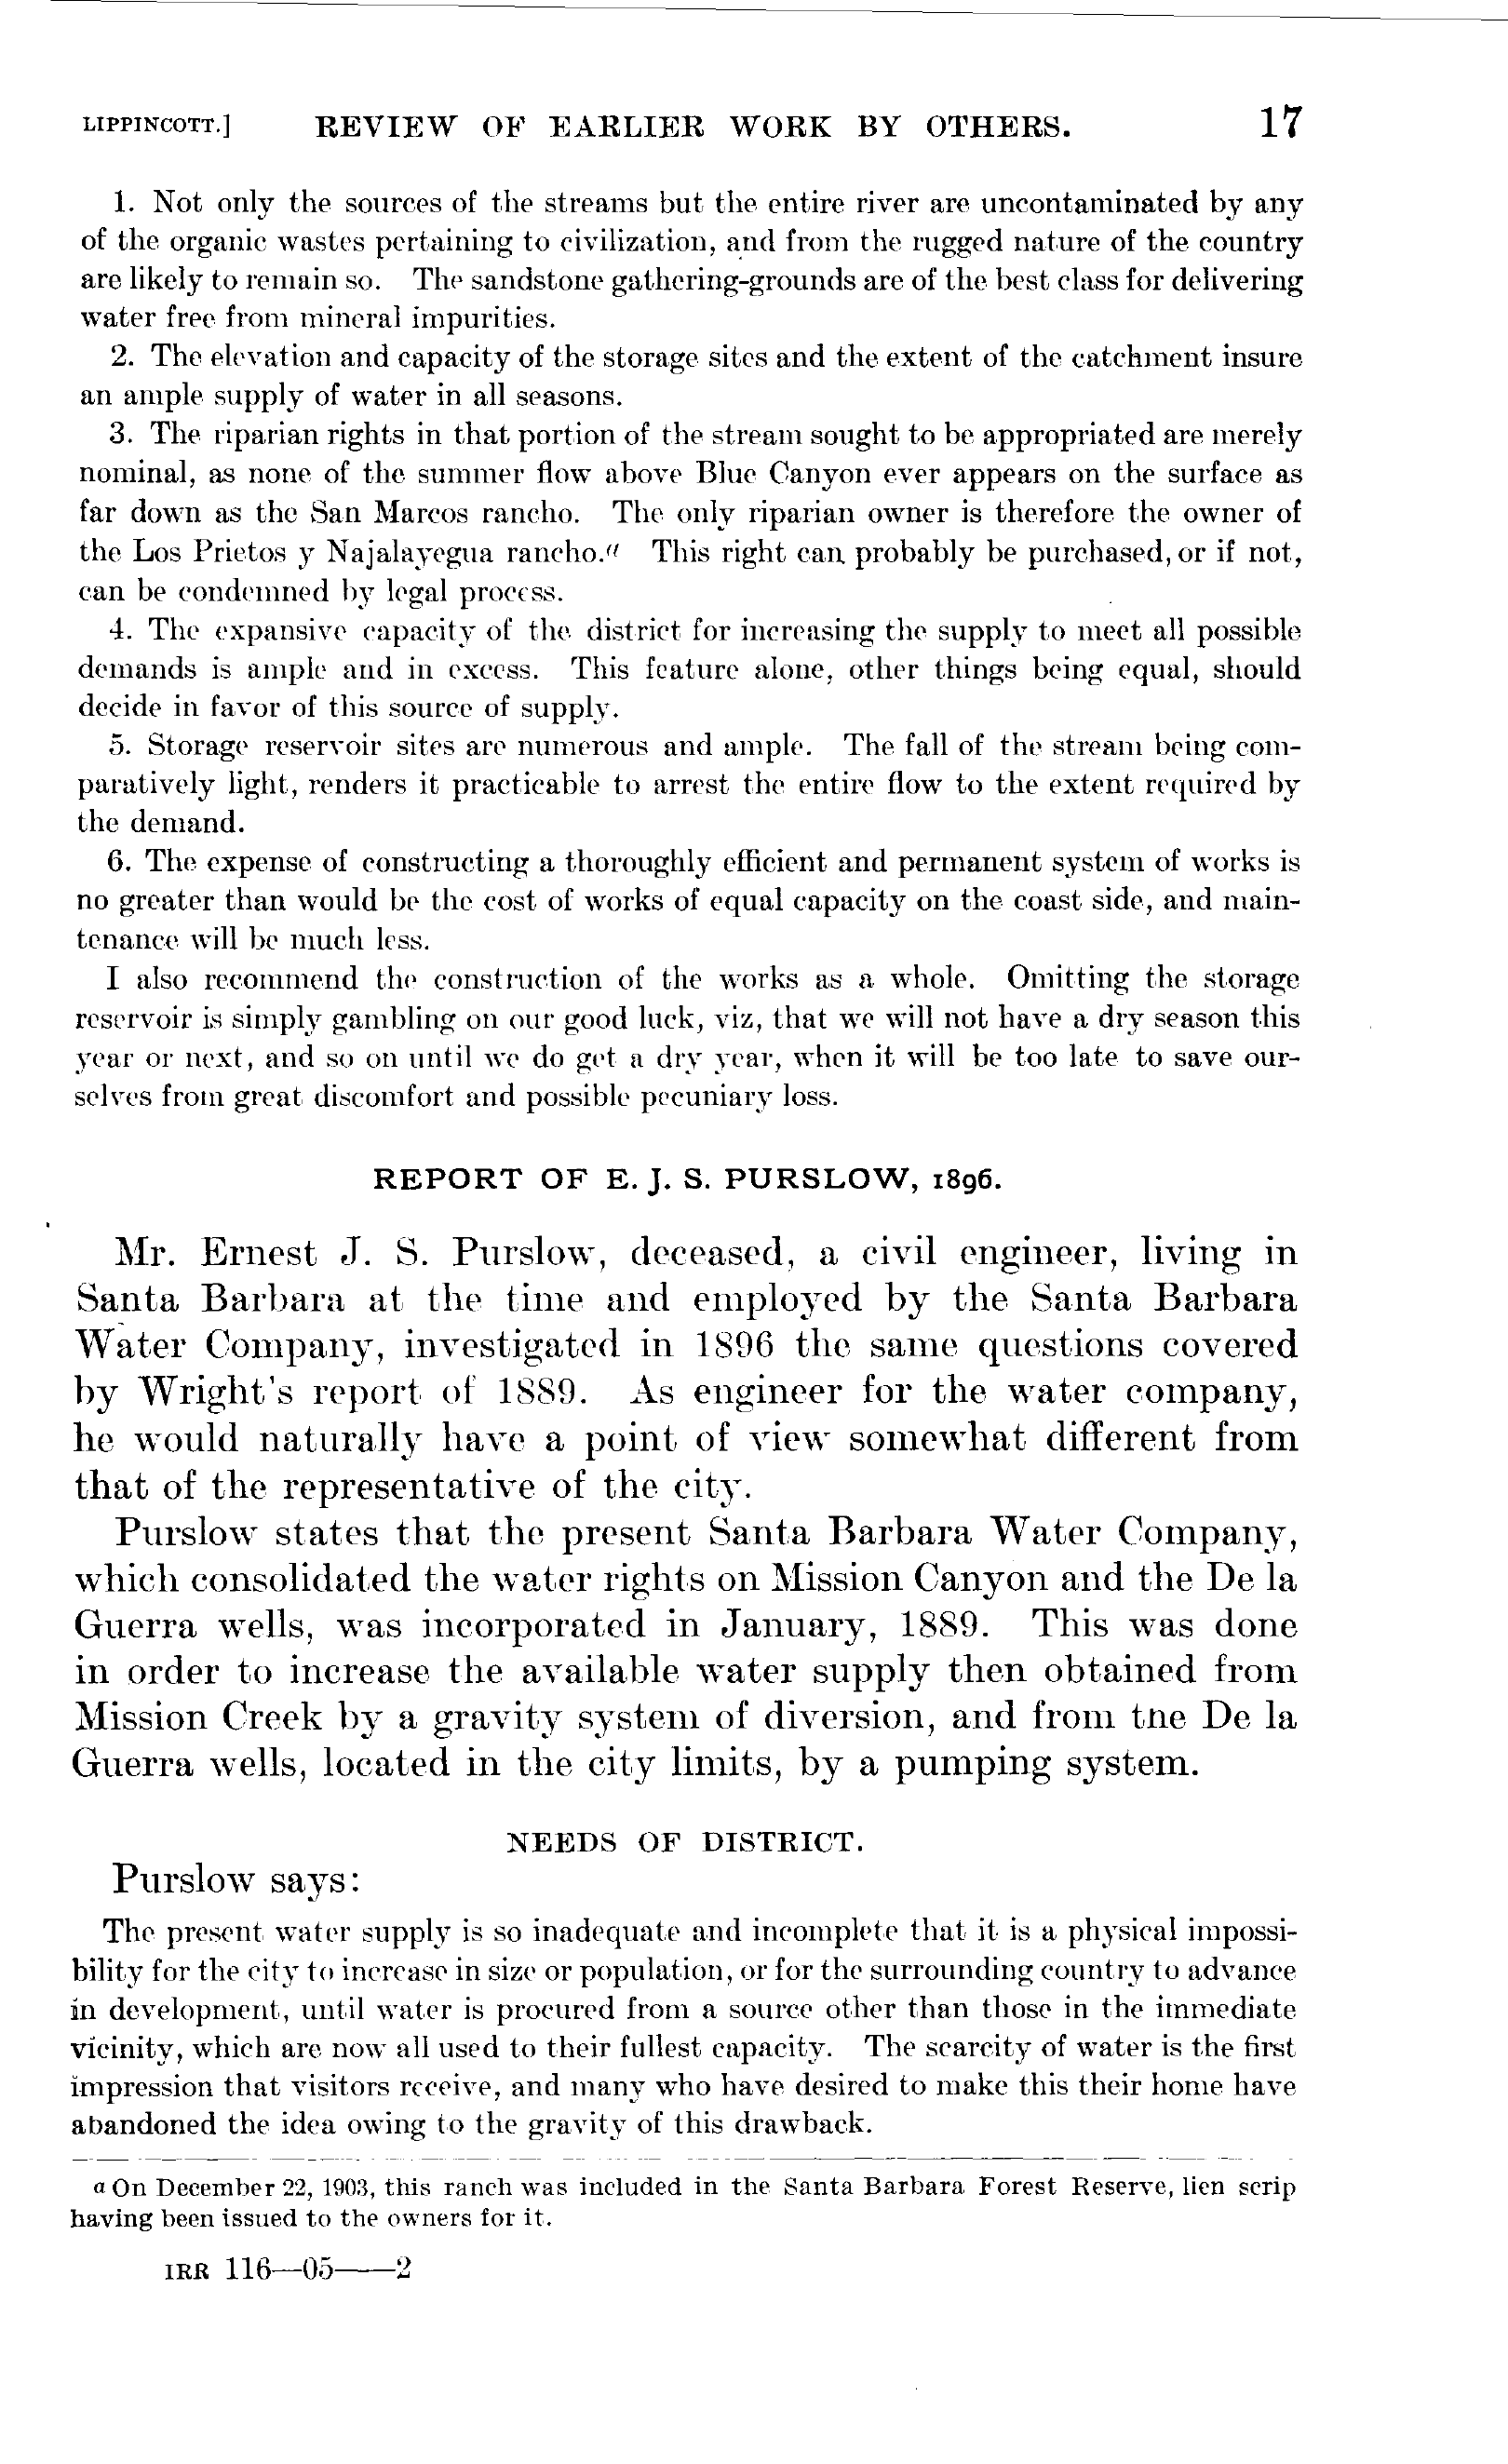 LIPPINCOTT.] REVIEW OF EARLIER WORK BY OTHERS. 17
1. Not only the sources of the streams but the entire river are uncontaminated by any
of the organic wastes pertaining to civilization, and from the rugged nature of the country
are likely to remain so. The sandstone gathering-grounds are of the best class for delivering
water free from mineral impurities.
2. The elevation and capacity of the storage sites and the extent of the catchment insure
an ample supply of water in all seasons.
3. The riparian rights in that portion of the stream sought to be appropriated are merely
nominal, as none of the summer flow above Blue Canyon ever appears on the surface as
far down as the San Marcos rancho. The only riparian owner is therefore the owner of
the Los Prietos y Najalayegua rancho.a This right can probably be purchased, or if not,
can be condemned by legal process.
4. The expansive capacity of the district for increasing the supply to meet all possible
demands is ample and in excess. This feature alone, other things being equal, should
decide in favor of this source of supply.
5. Storage reservoir sites are numerous and ample. The fall of the stream being com-
paratively light, renders it practicable to arrest the entire flow to the extent required by
the demand.
6. The expense of constructing a thoroughly efficient and permanent system of works is
no greater than would be the cost of works of equal capacity on the coast side, and main-
tenance will be much less.
I also recommend the construction of the works as a whole. Omitting the storage
reservoir is simply gambling on our good luck, viz, that we will not have a dry season this
year or next, and so on until we do get a dry year, when it will be too late to save our-
selves from great discomfort and possible pecuniary loss.
REPORT OF E. J. S. PURSLOW, 1896.
Mr. Ernest J. S. Purslow, deceased, a civil engineer, living in
Santa Barbara at the time and employed by the Santa Barbara
Water Company, investigated in 1896 the same questions covered
by Wright's report of 1889. As engineer for the water company,
he would naturally have a point of view somewhat different from
that of the representative of the city.
Purslow states that the present Santa Barbara Water Company,
which consolidated the water rights on Mission Canyon and the De la
Guerra wells, was incorporated in January, 1889. This was done
in order to increase the available water supply then obtained from
Mission Creek by a gravity system of diversion, and from tne De la
Guerra wells, located in the city limits, by a pumping system.
NEEDS OF DISTRICT.
Purslow says:
The present water supply is so inadequate and incomplete that it is a physical impossi-
bility for the city to increase in size or population, or for the surrounding country to advance
in development, until water is procured from a source other than those in the immediate
vicinity, which are now all used to their fullest capacity. The scarcity of water is the first
impression that visitors receive, and many who have desired to make this their home have
abandoned the idea owing to the gravity of this drawback.
a On December 22, 1903, this ranch was included in the Santa Barbara Forest Reserve, lien scrip
having been issued to the owners for it.
IRR 116—05——2